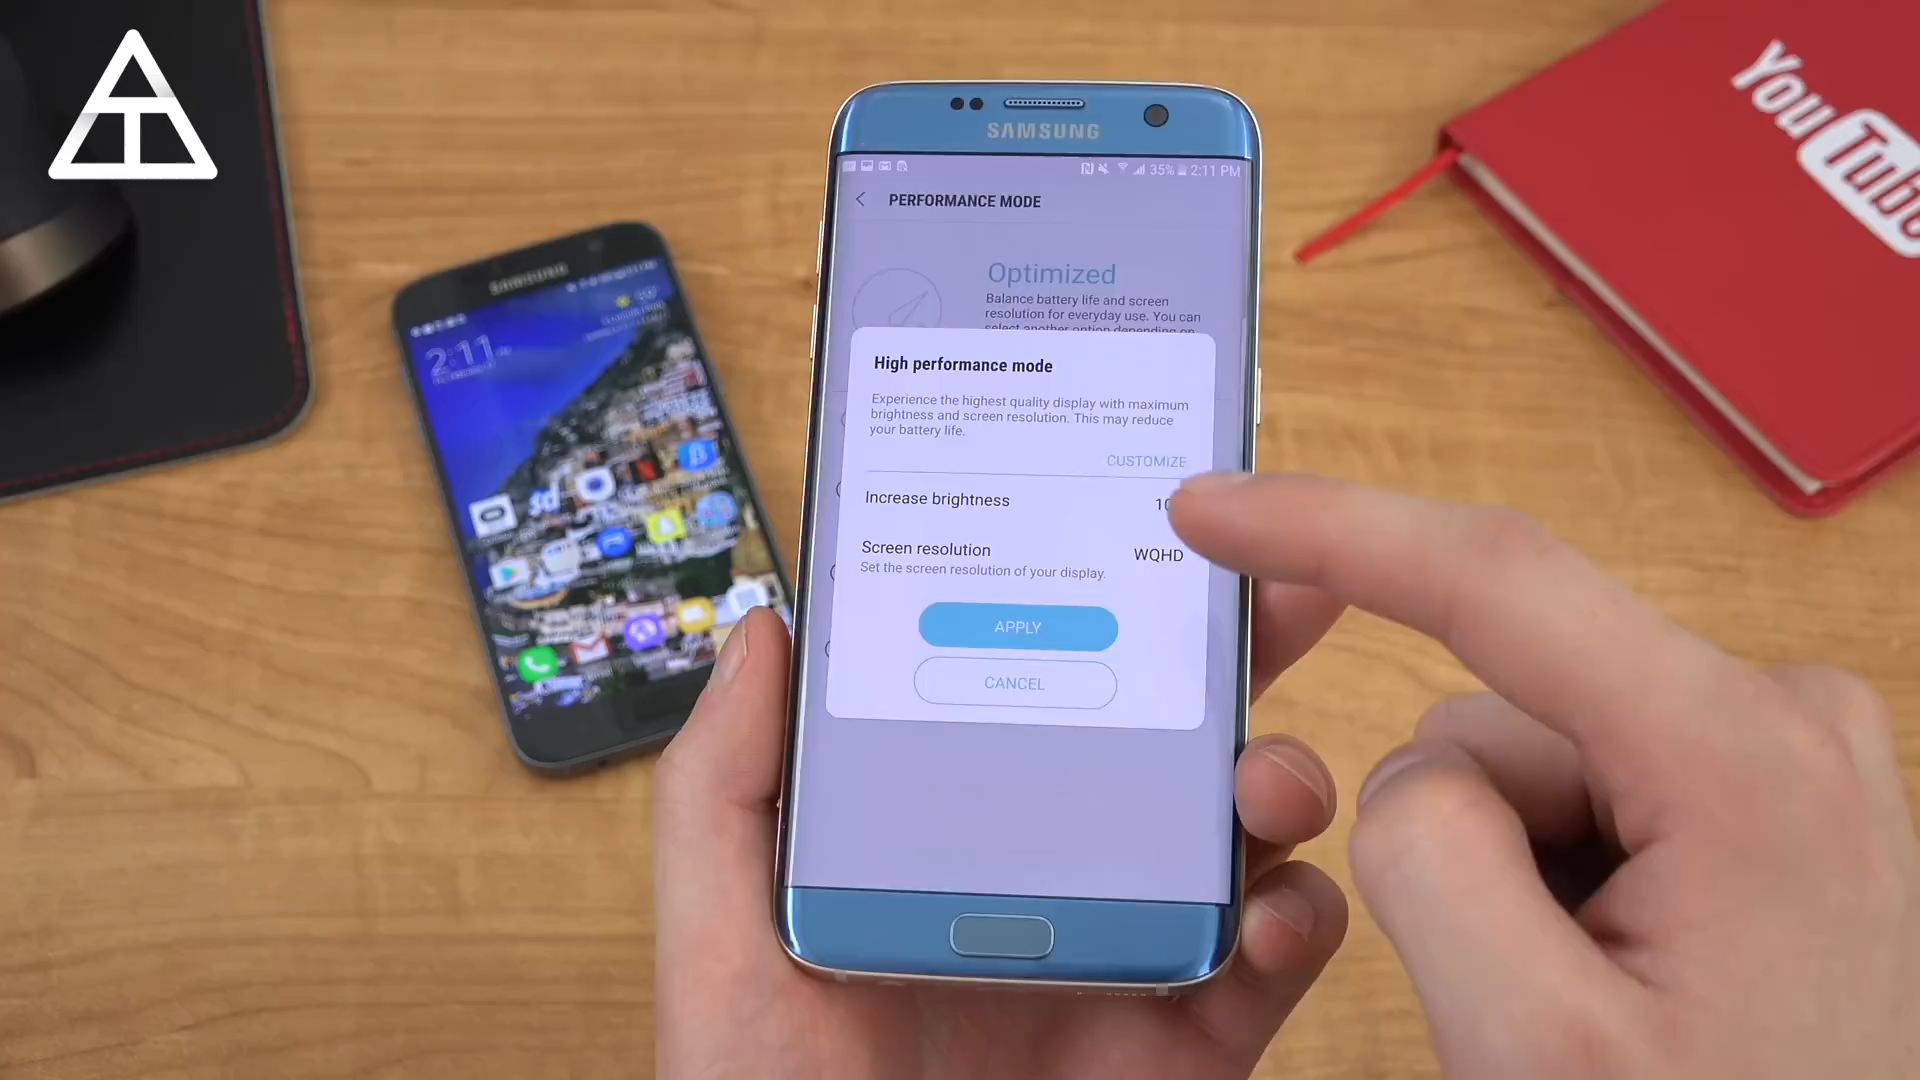 SAMSUNG
35% 2:11 PM
PERFORMANCE MODE
Optimized
Balance battery life and screen
resolution for everyday use. You can
select another option depending on
High performance mode
Experience the highest quality display with maximum
brightness and screen resolution. This may reduce
your battery life.
CUSTOMIZE
Increase brightness
Screen resolution WQHD
Set the screen resolution of your display.
APPLY
CANCEL
SAMSUNG
2:11
sd
You
Tube